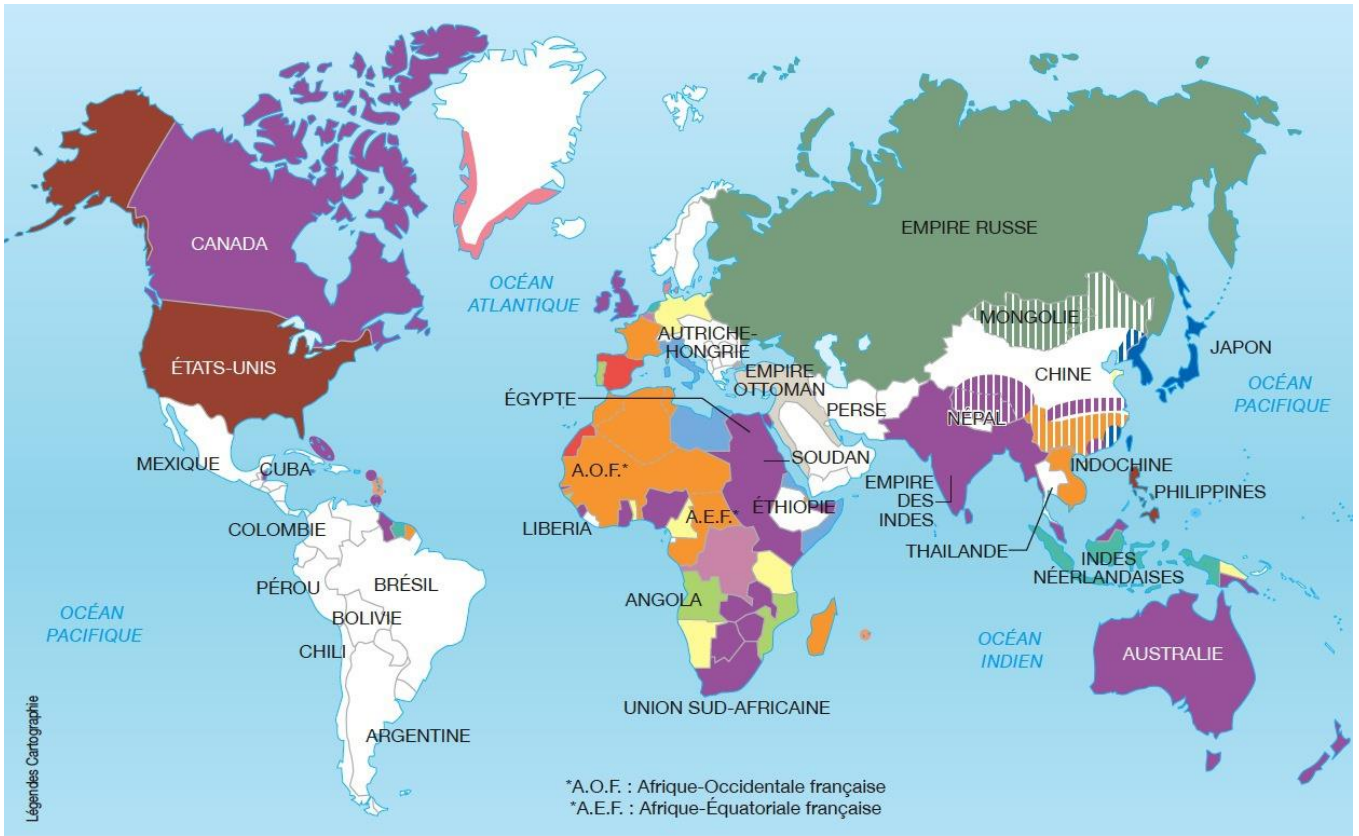 CANADA
EMPIRE RUSSE
OCÉAN
ATLANTIQUE
MONGOLIE
AUTRICHE-
HONGRIE
JAPON
ÉTATS-UNIS
EMPIRE
OTTOMAN
CHINE
OCÉAN
PACIFIQUE
ÉGYPTE
PERSE
NÉPAL
MEXIQUE
CUBA
A.O.F.*
SOUDAN
INDOCHINE
EMPIRE
DES
INDES
PHILIPPINES
COLOMBIE
LIBERIA
A.E.F.*
ÉTHIOPIE
THAILANDE
INDES
NÉERLANDAISES
PÉROU
BRÉSIL
ANGOLA
OCÉAN
PACIFIQUE
BOLIVIE
OCÉAN
INDIEN
CHILI
AUSTRALIE
UNION SUD-AFRICAINE
ARGENTINE
Légendes Cartographie
*A.O.F. : Afrique-Occidentale française
*A.E.F. : Afrique-Équatoriale française